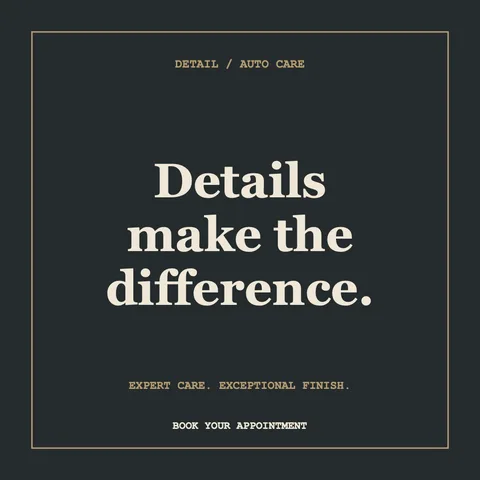 DETAIL / AUTO CARE
Details
make the
difference.
EXPERT CARE. EXCEPTIONAL FINISH.
BOOK YOUR APPOINTMENT